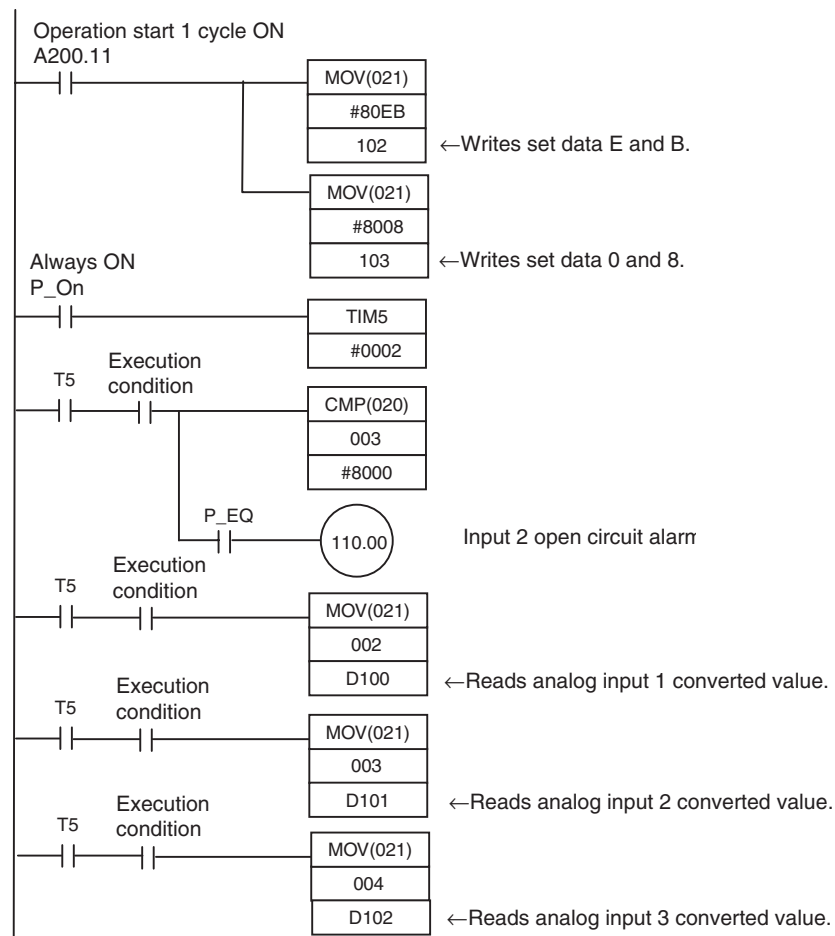 Operation start 1 cycle ON
A200.11
MOV(021)
#80EB
102
←Writes set data E and B.
MOV(021)
#8008
103
←Writes set data 0 and 8.
Always ON
P_On
TIM5
#0002
T5
Execution
condition
CMP(020)
003
#8000
P_EQ
110.00
Input 2 open circuit alarm
T5
Execution
condition
MOV(021)
002
D100
←Reads analog input 1 converted value.
T5
Execution
condition
MOV(021)
003
D101
←Reads analog input 2 converted value.
T5
Execution
condition
MOV(021)
004
D102
←Reads analog input 3 converted value.